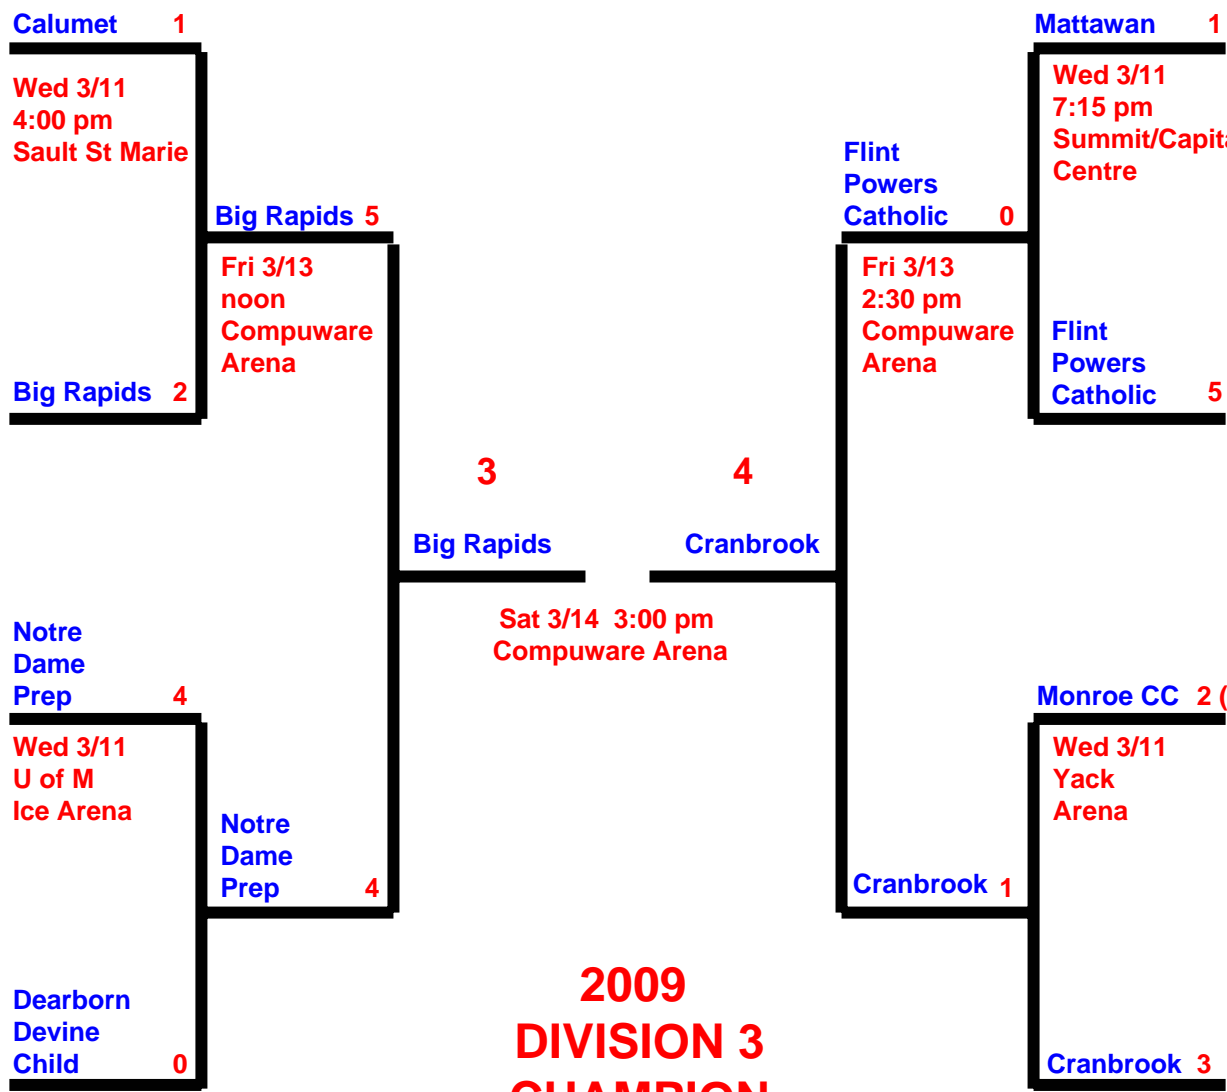 Calumet 1
Wed 3/11
4:00 pm
Sault St Marie
Big Rapids 2
Big Rapids 5
Fri 3/13
noon
Compuware
Arena
Notre
Dame
Prep 4
Wed 3/11
U of M
Ice Arena
Dearborn
Devine
Child 0
Notre
Dame
Prep 4
3
Big Rapids
4
Cranbrook
Sat 3/14 3:00 pm
Compuware Arena
Flint
Powers
Catholic 0
Fri 3/13
2:30 pm
Compuware
Arena
Cranbrook 1
Mattawan 1
Wed 3/11
7:15 pm
Summit/Capit
Centre
Flint
Powers
Catholic 5
Monroe CC 2 (
Wed 3/11
Yack
Arena
Cranbrook 3
2009
DIVISION 3
CHAMPION